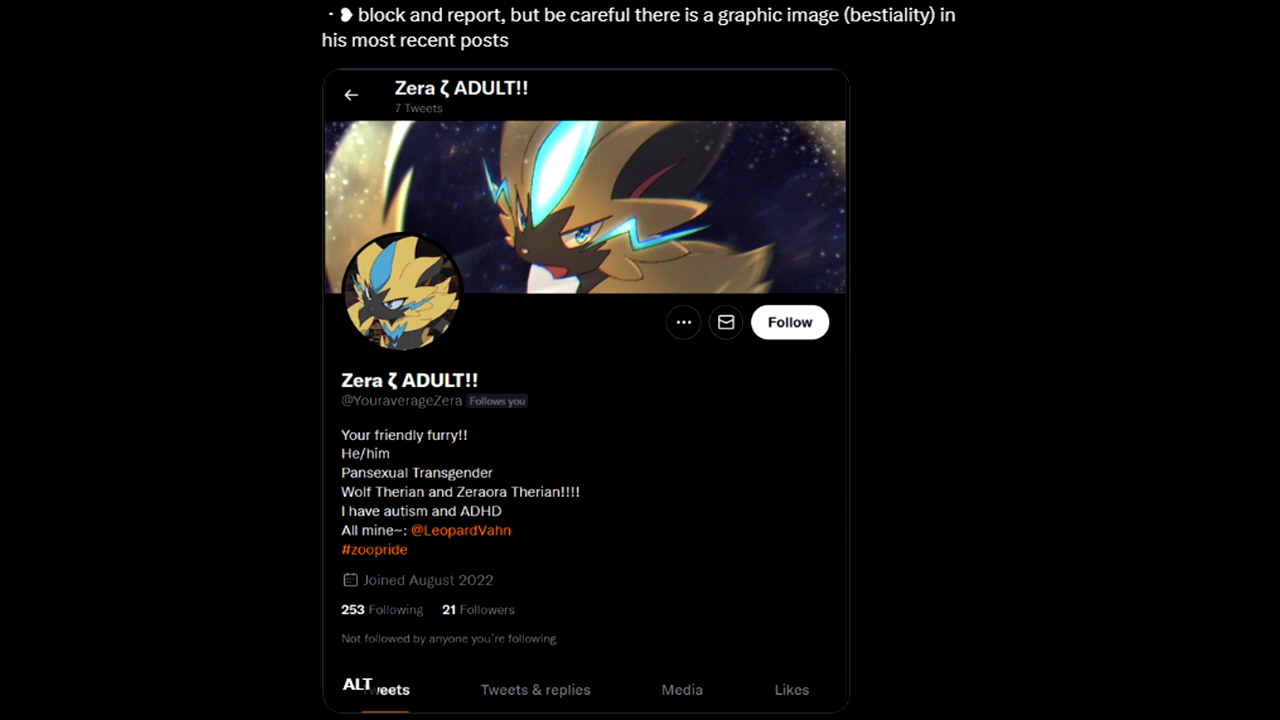 · ❥ block and report, but be careful there is a graphic image (bestiality) in
his most recent posts
Zera ζ ADULT!!
7 Tweets
Follow
Zera ζ ADULT!!
@YouraverageZera Follows you
Your friendly furry!!
He/him
Pansexual Transgender
Wolf Therian and Zeraora Therian!!!!
I have autism and ADHD
All mine~: @LeopardVahn
#zoopride
Joined August 2022
253 Following 21 Followers
Not followed by anyone you're following
ALT
Tweets Tweets & replies Media Likes